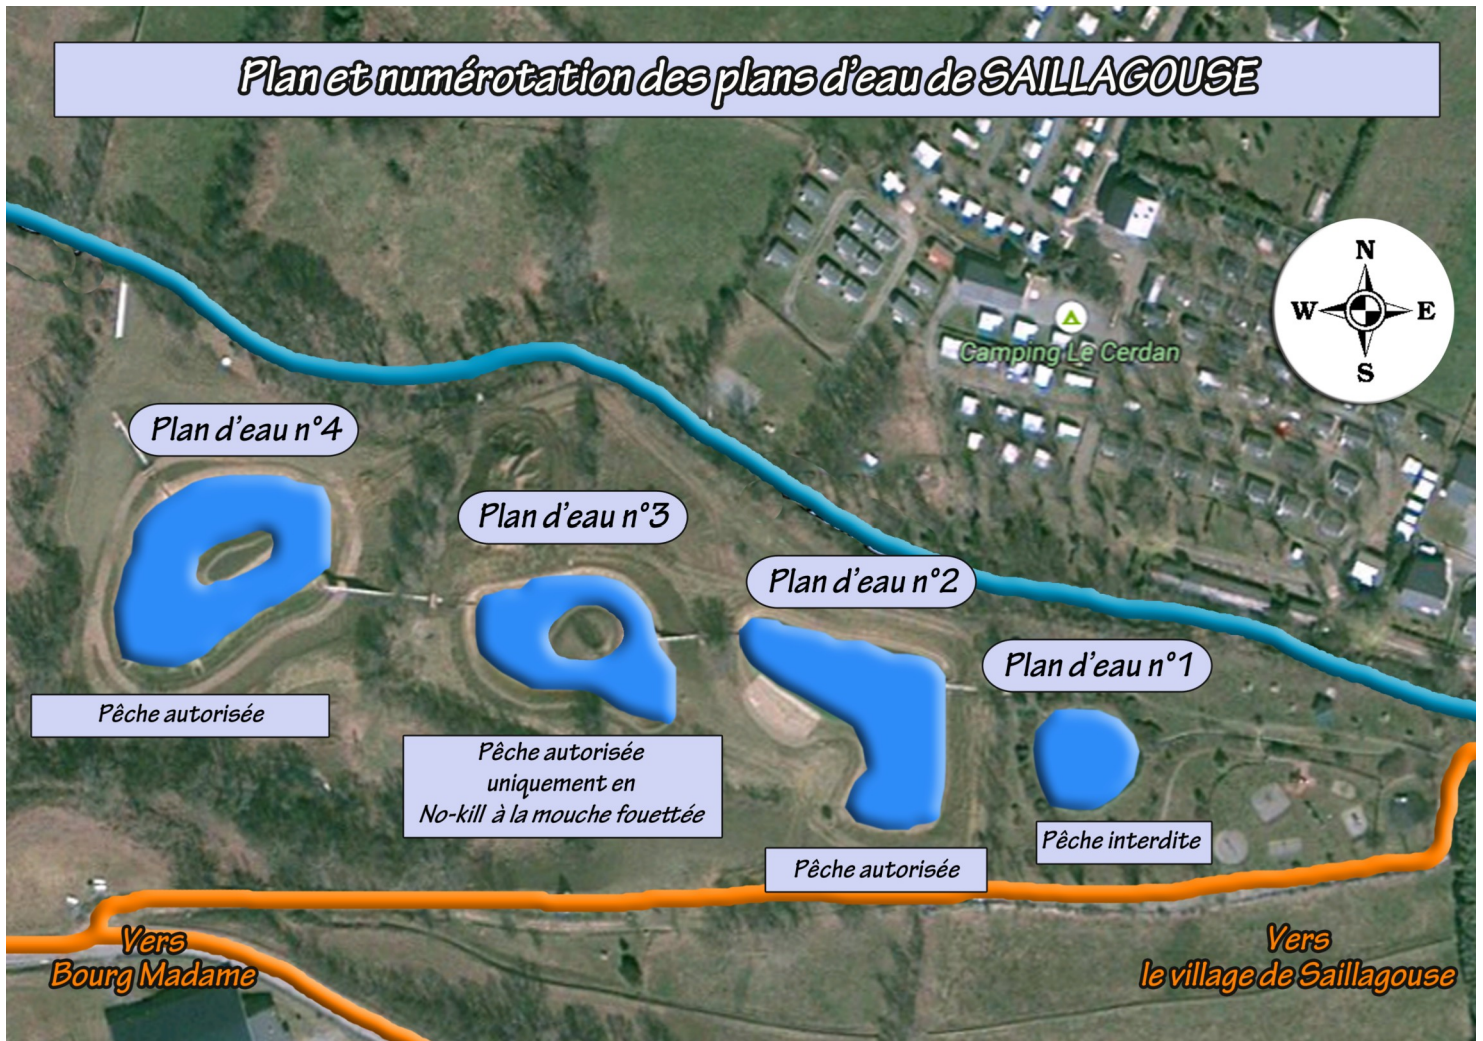 Plan et numérotation des plans d'eau de SAILLAGOUSE
N
W E
S
Camping Le Cerdan
Plan d'eau n°4
Plan d'eau n°3
Plan d'eau n°2
Plan d'eau n°1
Pêche autorisée
Pêche autorisée
uniquement en
No-kill à la mouche fouettée
Pêche autorisée
Pêche interdite
Vers
Bourg Madame
Vers
le village de Saillagouse